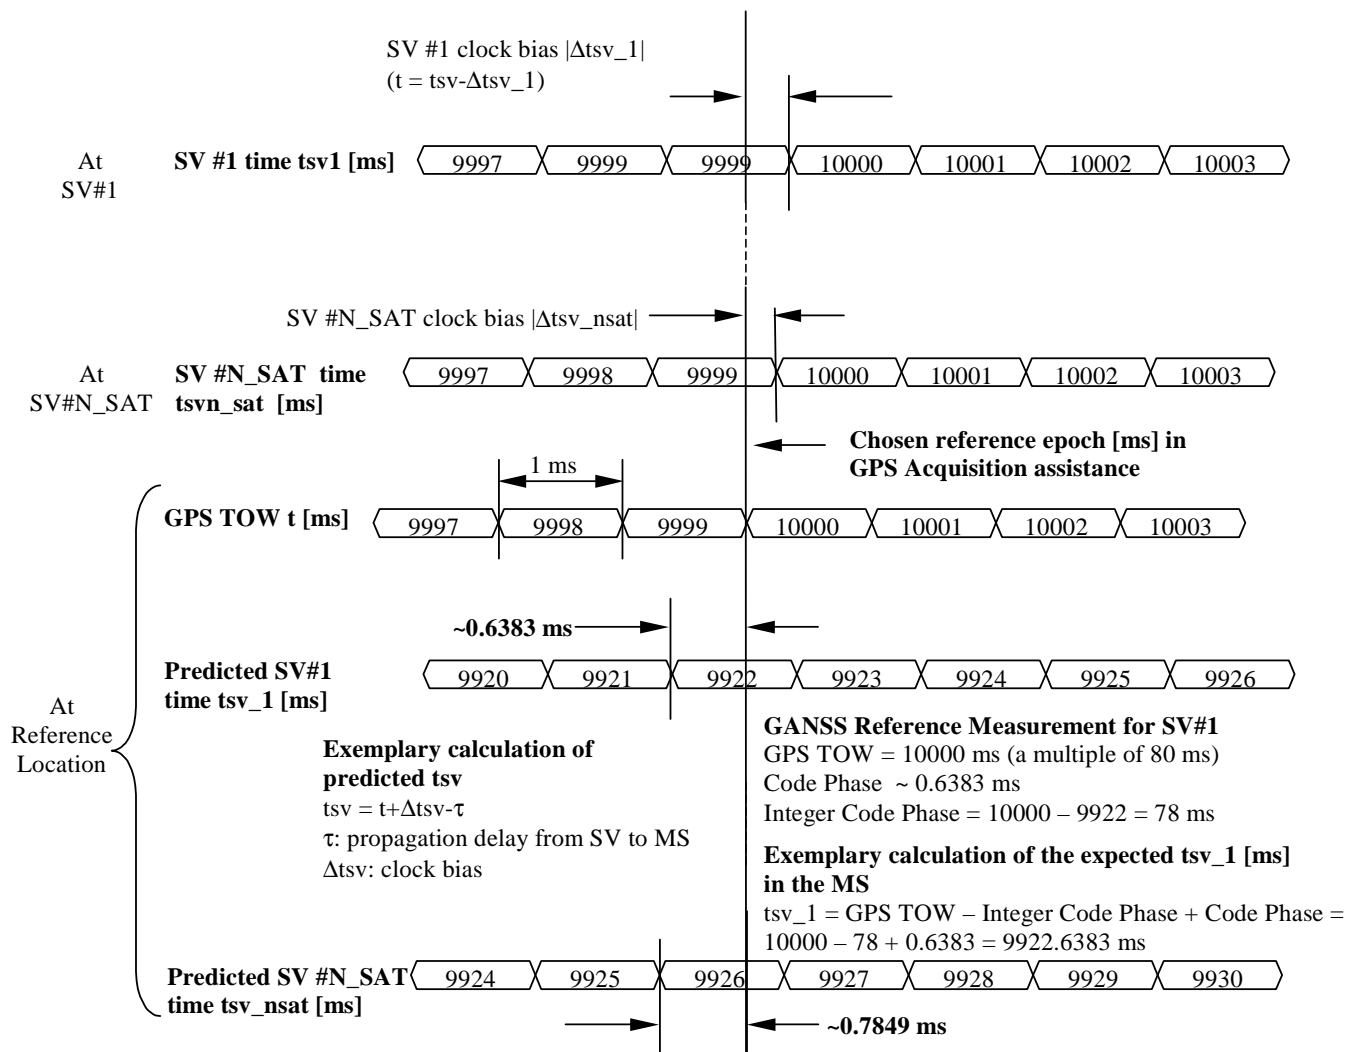 SV #1 clock bias |Δtsv_1|
(t = tsv-Δtsv_1)
At
SV#1
SV #1 time tsv1 [ms]
9997 9999 9999 10000 10001 10002 10003
SV #N_SAT clock bias |Δtsv_nsat|
At
SV#N_SAT
SV #N_SAT time
tsvn_sat [ms]
9997 9998 9999 10000 10001 10002 10003
Chosen reference epoch [ms] in
GPS Acquisition assistance
1 ms
GPS TOW t [ms]
9997 9998 9999 10000 10001 10002 10003
~0.6383 ms
Predicted SV#1
time tsv_1 [ms]
9920 9921 9922 9923 9924 9925 9926
At
Reference
Location
Exemplary calculation of
predicted tsv
tsv = t+Δtsv-τ
τ: propagation delay from SV to MS
Δtsv: clock bias
GANSS Reference Measurement for SV#1
GPS TOW = 10000 ms (a multiple of 80 ms)
Code Phase ~ 0.6383 ms
Integer Code Phase = 10000 – 9922 = 78 ms
Exemplary calculation of the expected tsv_1 [ms]
in the MS
tsv_1 = GPS TOW – Integer Code Phase + Code Phase =
10000 – 78 + 0.6383 = 9922.6383 ms
Predicted SV #N_SAT
time tsv_nsat [ms]
9924 9925 9926 9927 9928 9929 9930
~0.7849 ms